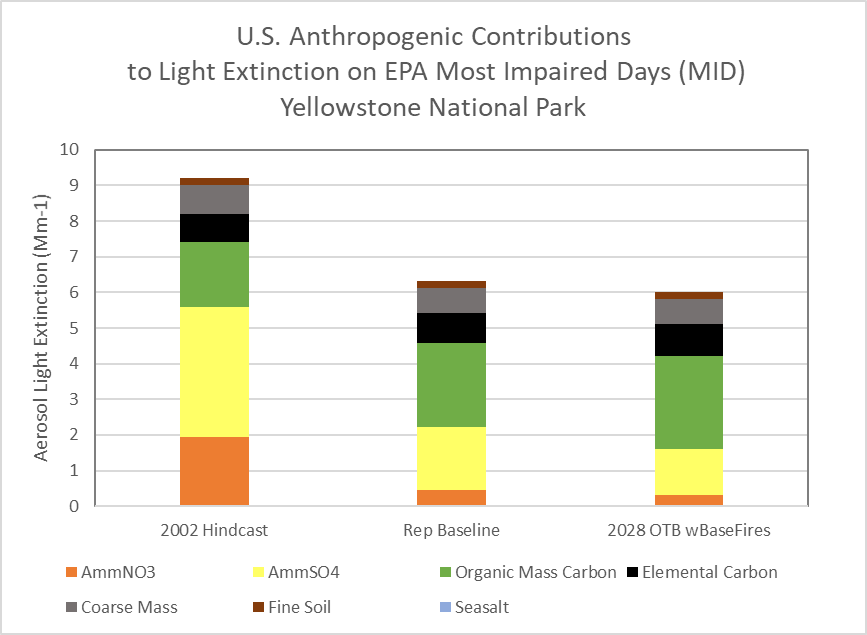 U.S. Anthropogenic Contributions
to Light Extinction on EPA Most Impaired Days (MID)
Yellowstone National Park
Aerosol Light Extinction (Mm-1)
10
9
8
7
6
5
4
3
2
1
0
2002 Hindcast Rep Baseline 2028 OTB wBaseFires
AmmNO3 AmmSO4 Organic Mass Carbon Elemental Carbon
Coarse Mass Fine Soil Seasalt